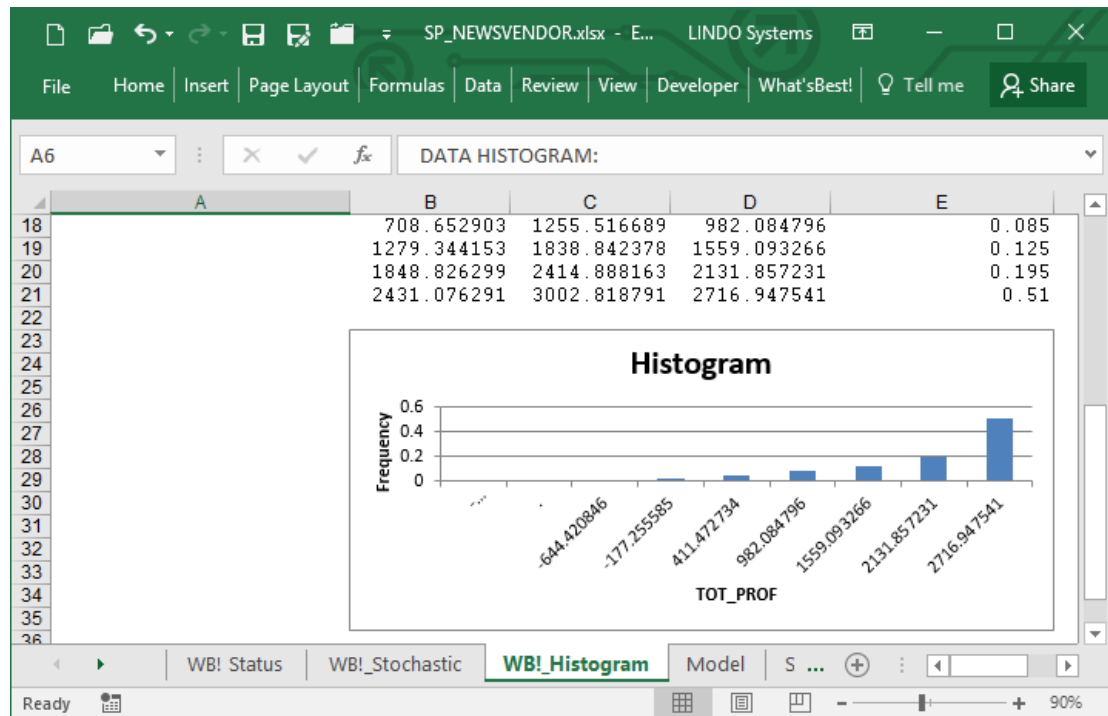 SP_NEWSVENDOR.xlsx - E... LINDO Systems
File Home Insert Page Layout Formulas Data Review View Developer What'sBest! Tell me Share
A6 fx DATA HISTOGRAM:
A B C D E
18 708.652903 1255.516689 982.084796 0.085
19 1279.344153 1838.842378 1559.093266 0.125
20 1848.826299 2414.888163 2131.857231 0.195
21 2431.076291 3002.818791 2716.947541 0.51
22
23
24
25
26
27
28
29
30
31
32
33
34
35
36
Histogram
Frequency
0.6
0.4
0.2
0
-... . -644.420846 -177.255585 411.472734 982.084796 1559.093266 2131.857231 2716.947541
TOT_PROF
WB! Status WB!_Stochastic WB!_Histogram Model S ...
Ready 90%